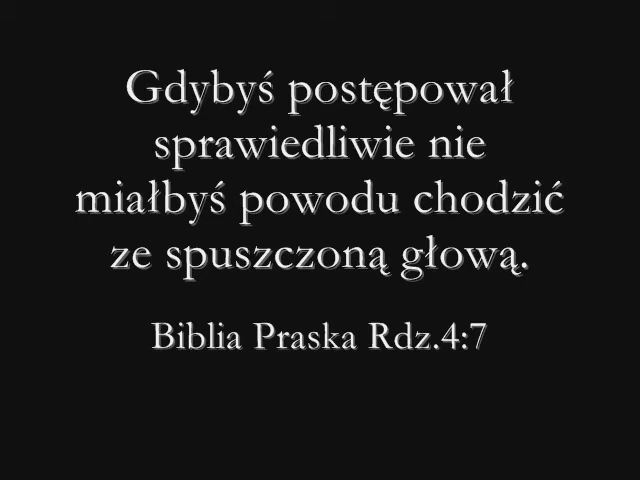 Gdybyś postępował
sprawiedliwie nie
miałbyś powodu chodzić
ze spuszczoną głową.
Biblia Praska Rdz.4:7